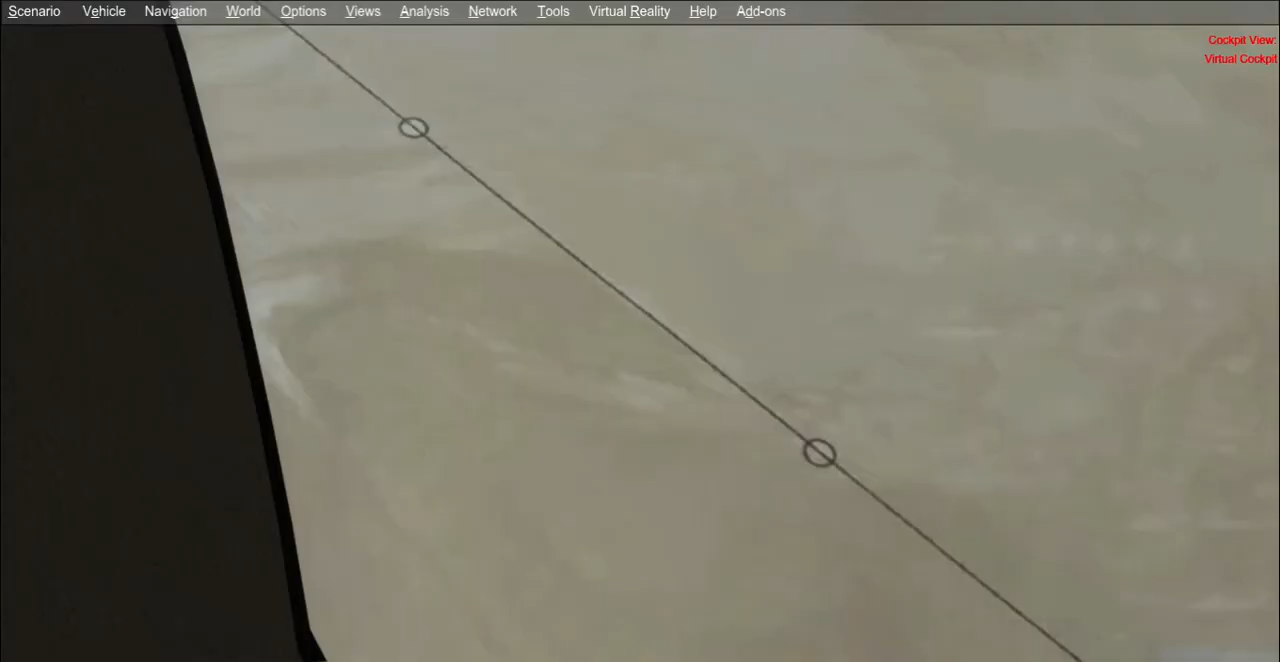 Scenario Vehicle Navigation World Options Views Analysis Network Tools Virtual Reality Help Add-ons
Cockpit View:
Virtual Cockpit